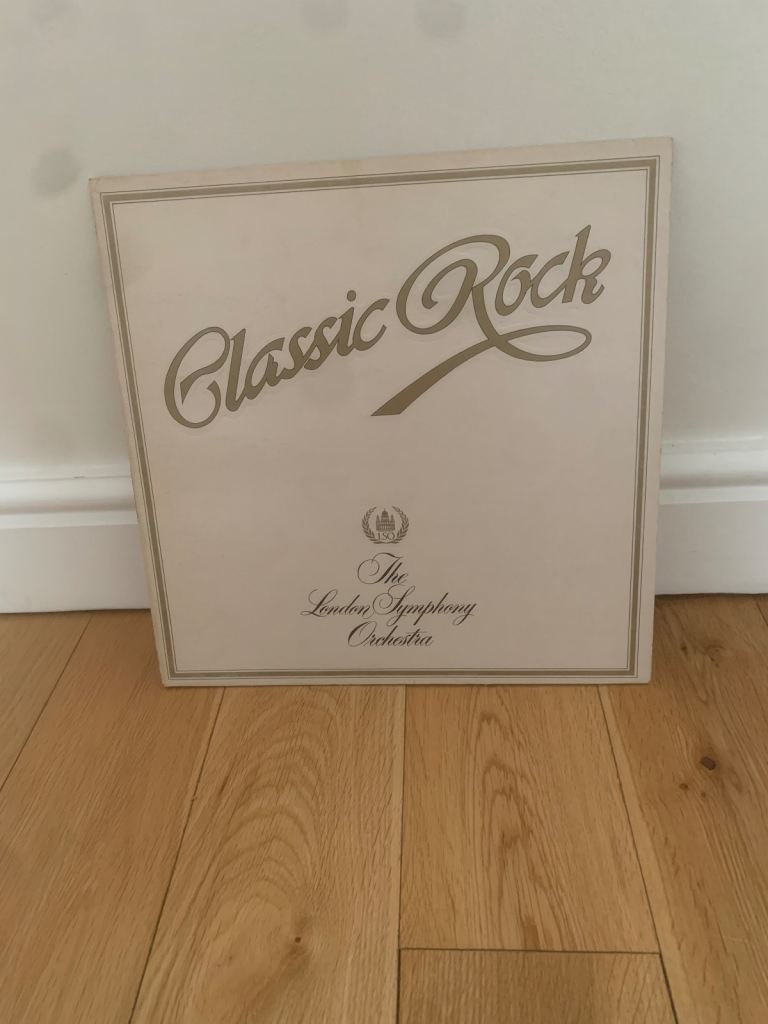 Classic Rock
LSO
The
London Symphony
Orchestra